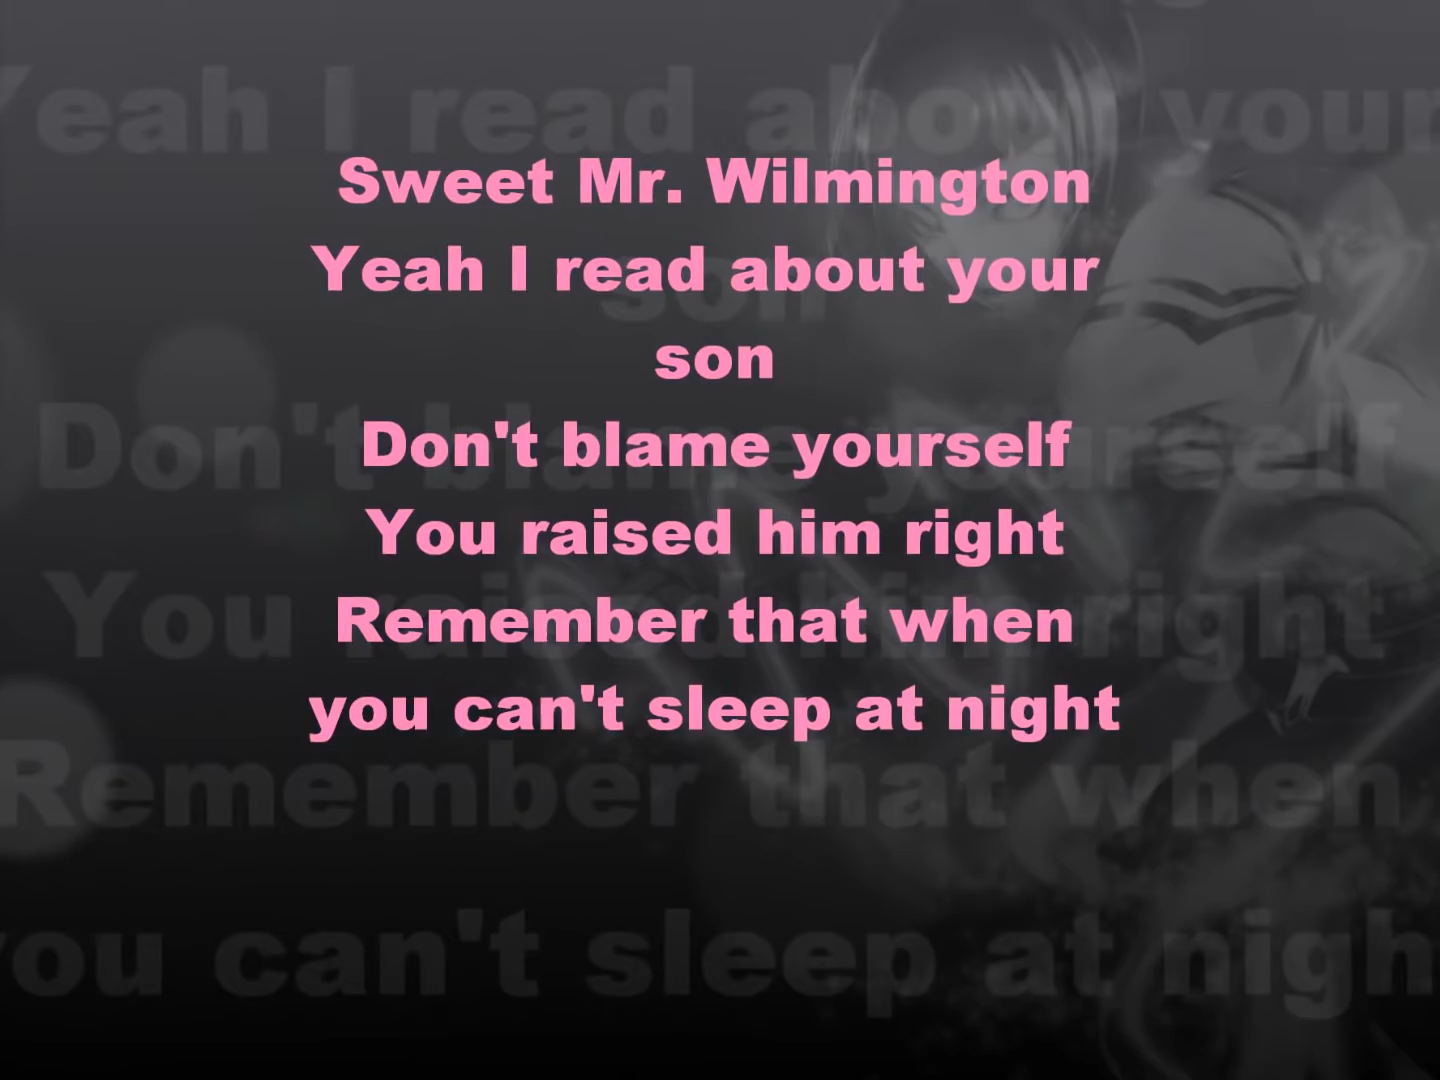 Sweet Mr. Wilmington
Yeah I read about your
son
Don't blame yourself
You raised him right
Remember that when
you can't sleep at night